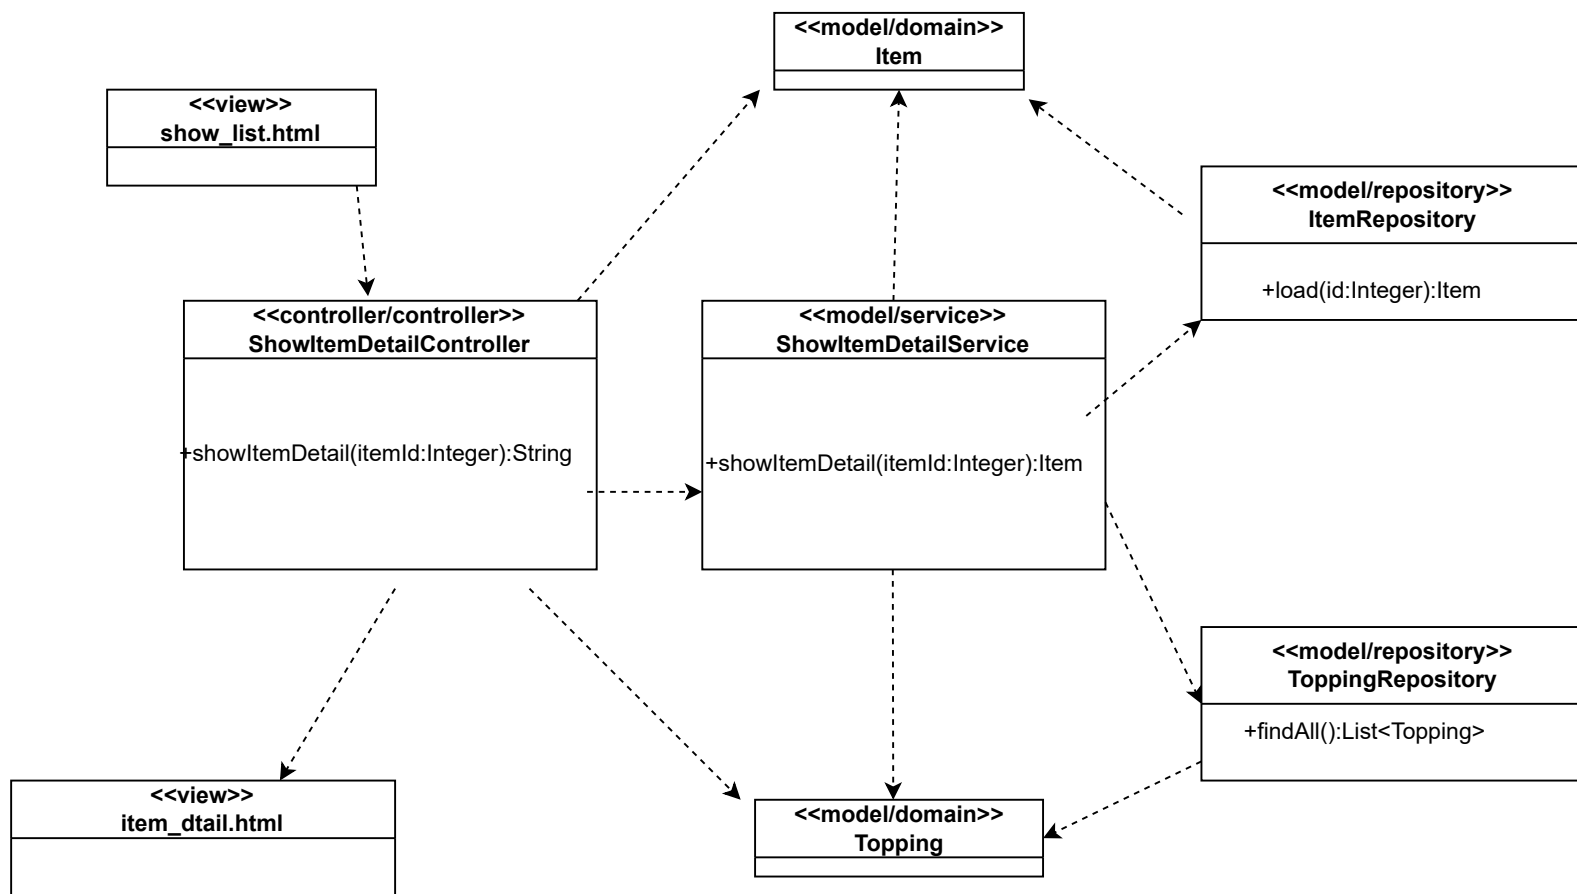 <<model/domain>>
Item
<<view>>
show_list.html
<<model/repository>>
ItemRepository
+load(id:Integer):Item
<<controller/controller>>
ShowItemDetailController
+showItemDetail(itemId:Integer):String
<<model/service>>
ShowItemDetailService
+showItemDetail(itemId:Integer):Item
<<model/repository>>
ToppingRepository
+findAll():List<Topping>
<<view>>
item_dtail.html
<<model/domain>>
Topping